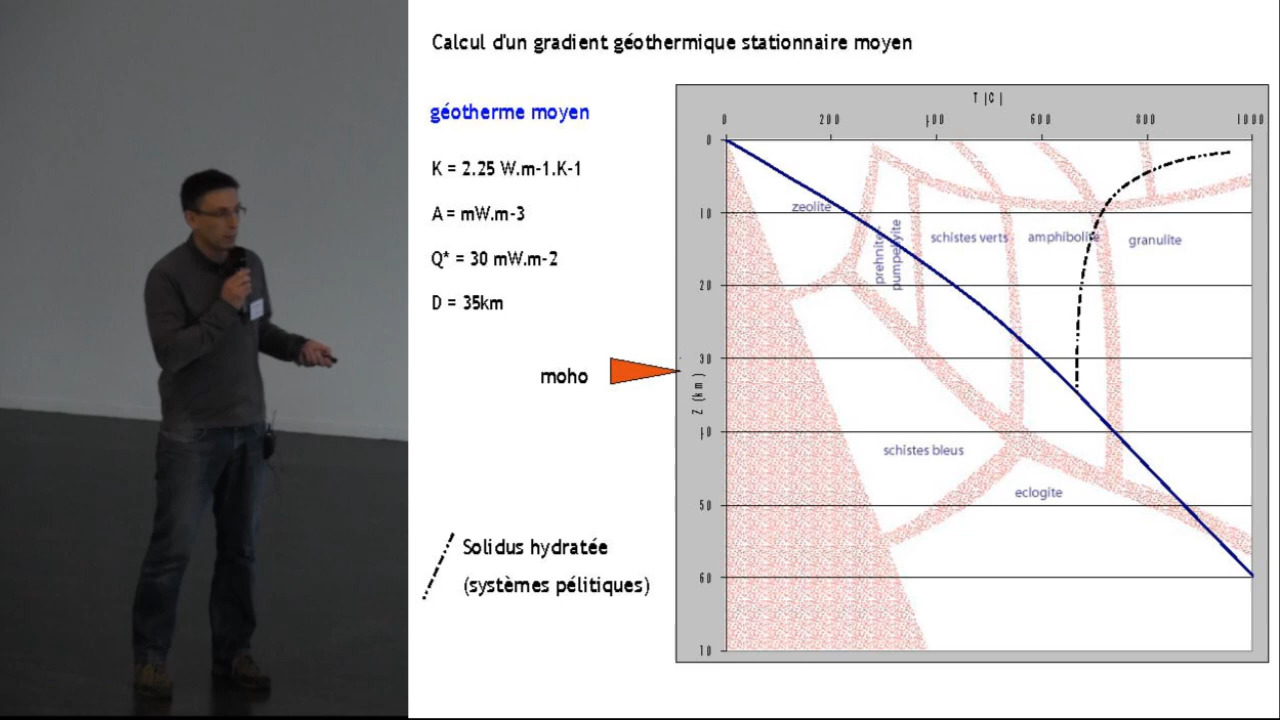 Calcul d'un gradient géothermique stationnaire moyen
géotherme moyen
K = 2.25 W.m-1.K-1
A = mW.m-3
Q* = 30 mW.m-2
D = 35km
moho
Solidus hydratée
(systèmes pélitiques)
T |C|
0 200 400 600 800 1000
0
10
20
30
40
50
60
Z (km)
zeolite
prehnite-
pumpellyite
schistes verts
amphibolite
granulite
schistes bleus
eclogite